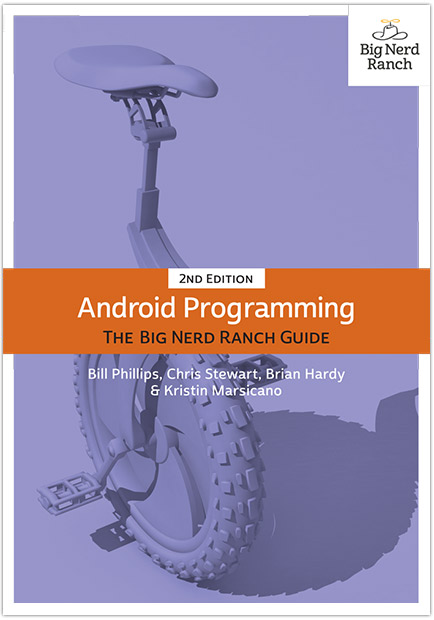 Big Nerd
Ranch
2ND EDITION
Android Programming
THE BIG NERD RANCH GUIDE
Bill Phillips, Chris Stewart, Brian Hardy
& Kristin Marsicano